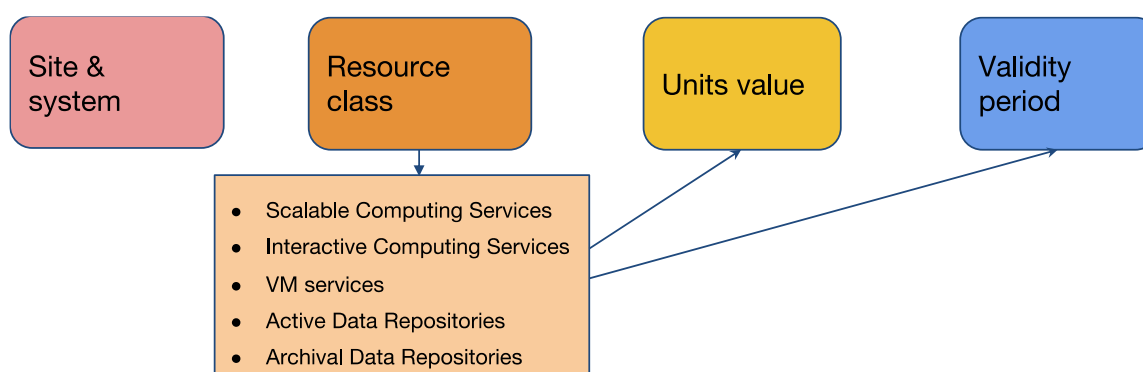 Site &
system
Resource
class
Units value
Validity
period
● Scalable Computing Services
● Interactive Computing Services
● VM services
● Active Data Repositories
● Archival Data Repositories